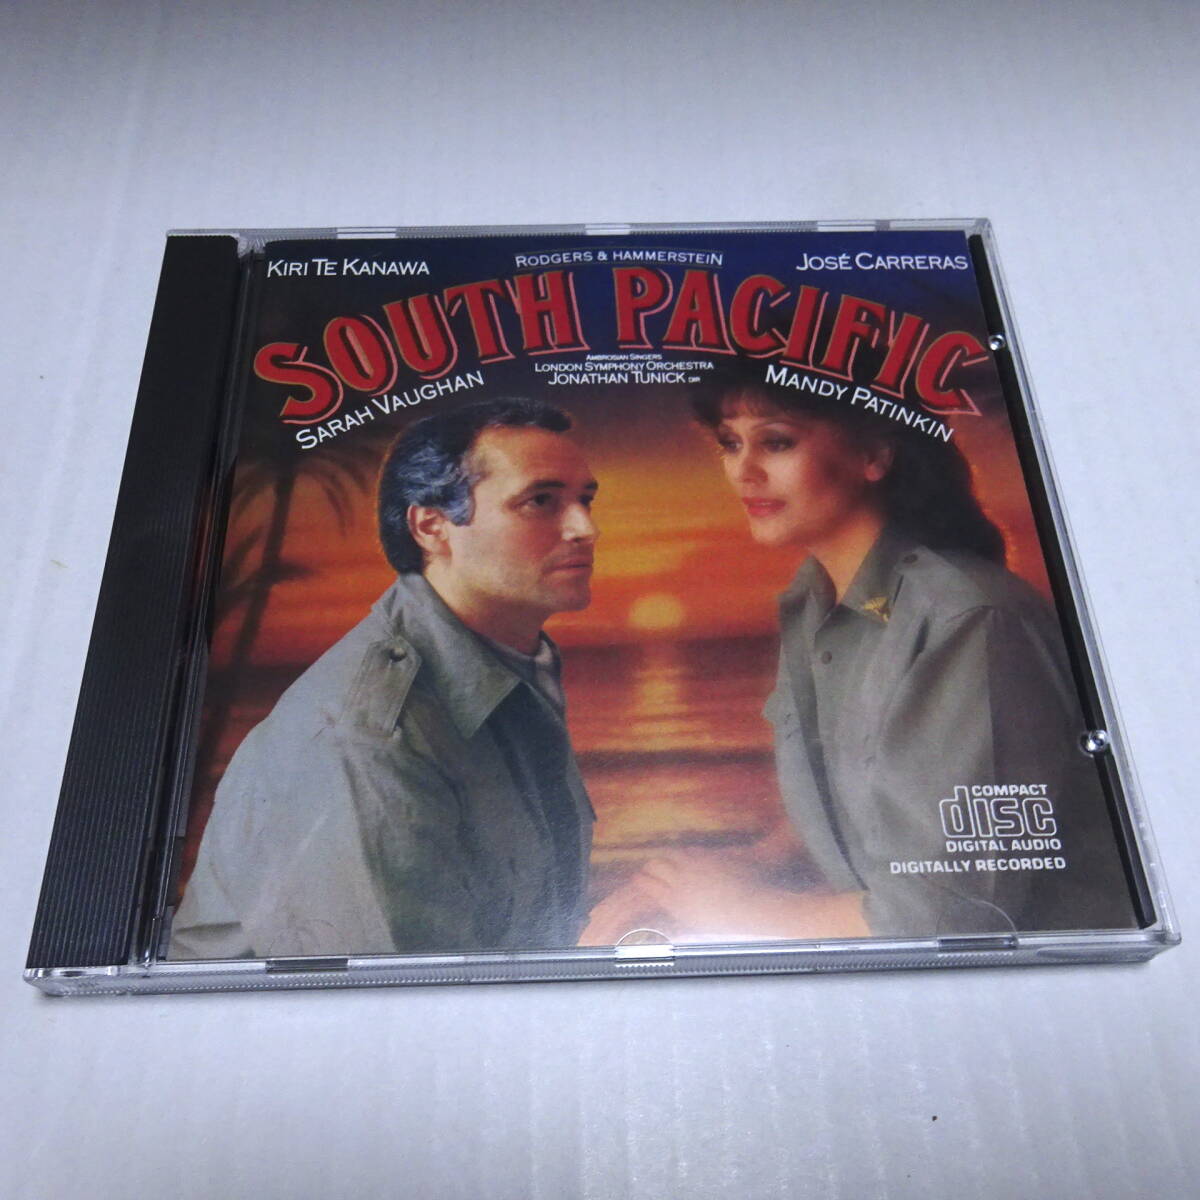 KIRI TE KANAWA
RODGERS & HAMMERSTEIN
JOSÉ CARRERAS
SOUTH PACIFIC
AMBROSIAN SINGERS
LONDON SYMPHONY ORCHESTRA
JONATHAN TUNICK DIR
SARAH VAUGHAN
MANDY PATINKIN
COMPACT
disc
DIGITAL AUDIO
DIGITALLY RECORDED